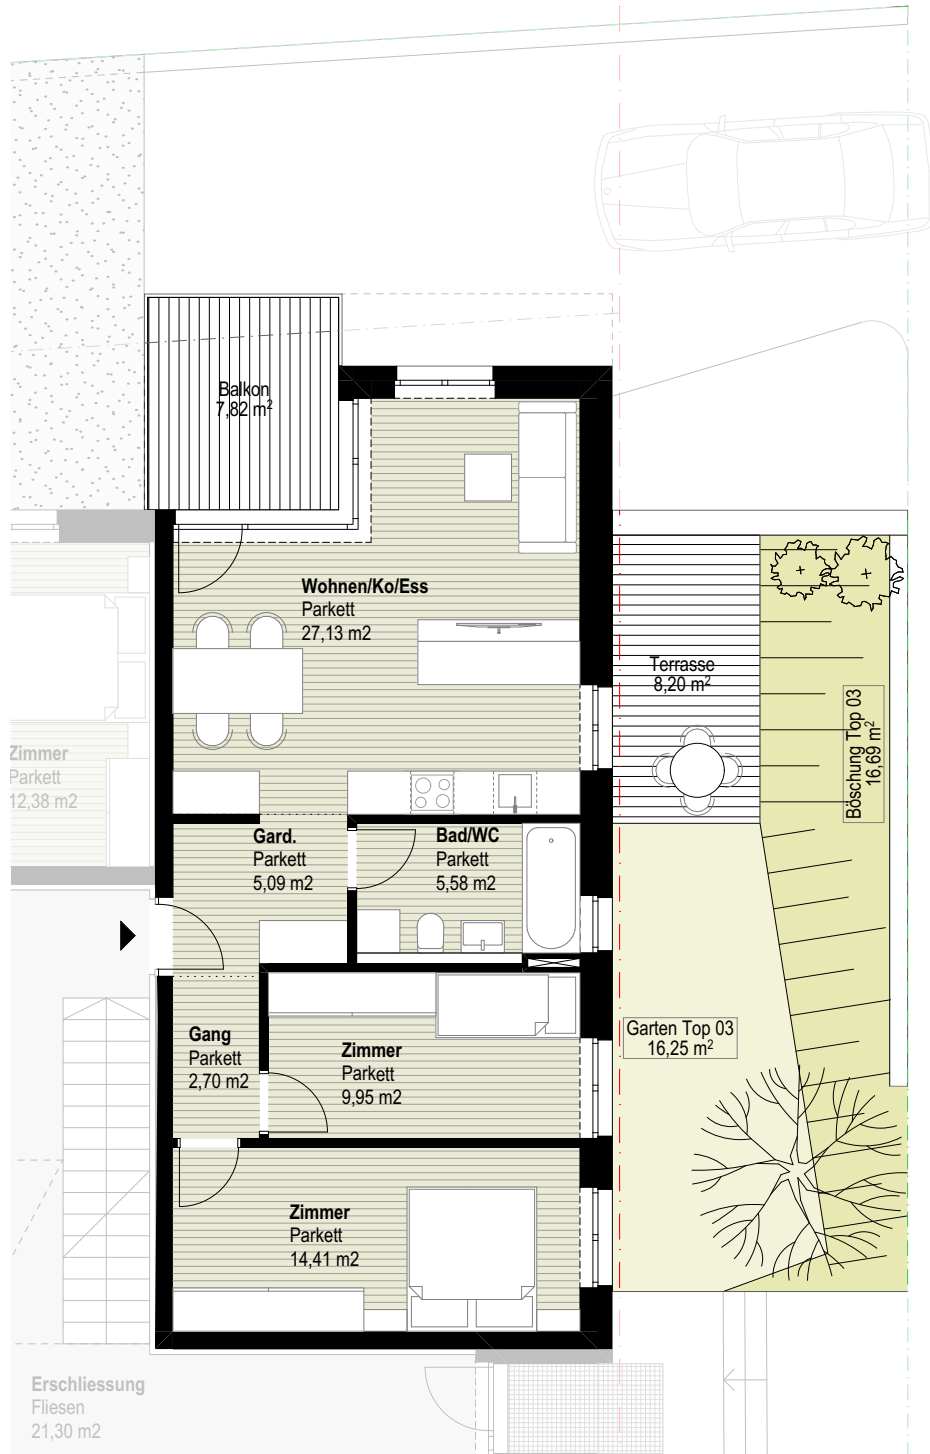 Balkon
7,82 m²
Wohnen/Ko/Ess
Parkett
27,13 m2
Terrasse
8,20 m²
Böschung Top 03
16,69 m²
Zimmer
Parkett
12,38 m2
Gard.
Parkett
5,09 m2
Bad/WC
Parkett
5,58 m2
Gang
Parkett
2,70 m2
Zimmer
Parkett
9,95 m2
Garten Top 03
16,25 m²
Zimmer
Parkett
14,41 m2
Erschliessung
Fliesen
21,30 m2